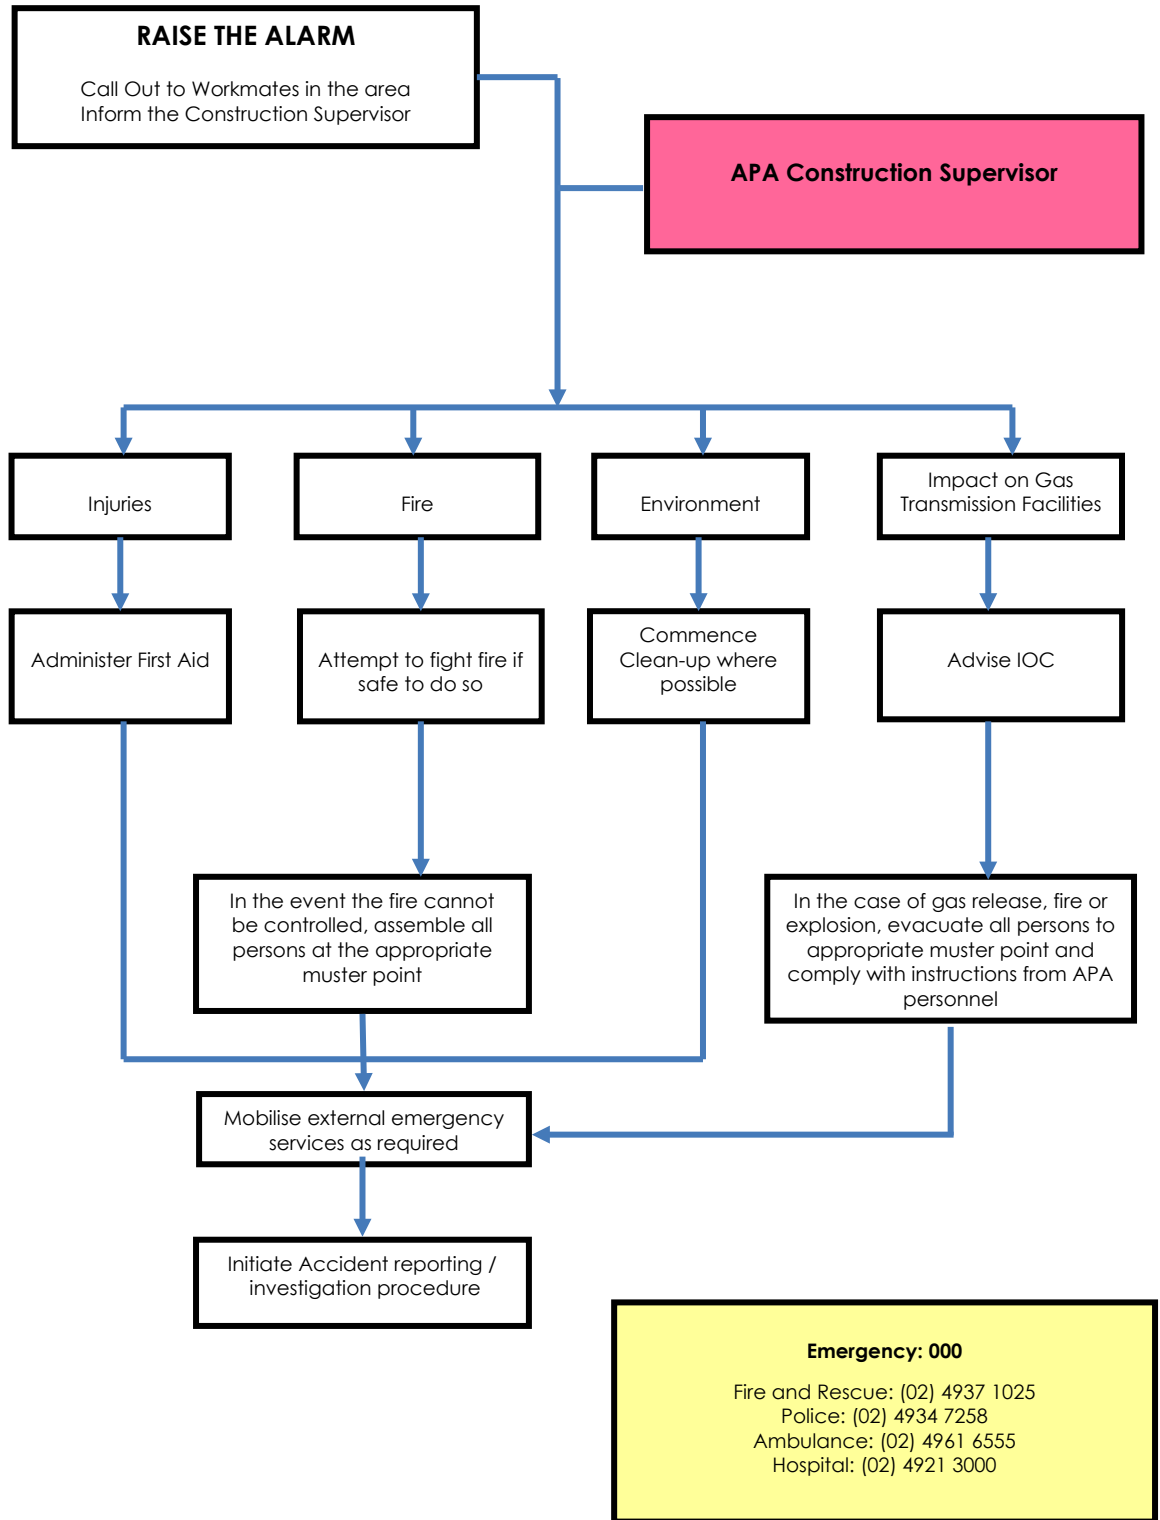 RAISE THE ALARM
Call Out to Workmates in the area
Inform the Construction Supervisor
APA Construction Supervisor
Injuries
Fire
Environment
Impact on Gas
Transmission Facilities
Administer First Aid
Attempt to fight fire if
safe to do so
Commence
Clean-up where
possible
Advise IOC
In the event the fire cannot
be controlled, assemble all
persons at the appropriate
muster point
In the case of gas release, fire or
explosion, evacuate all persons to
appropriate muster point and
comply with instructions from APA
personnel
Mobilise external emergency
services as required
Initiate Accident reporting /
investigation procedure
Emergency: 000
Fire and Rescue: (02) 4937 1025
Police: (02) 4934 7258
Ambulance: (02) 4961 6555
Hospital: (02) 4921 3000